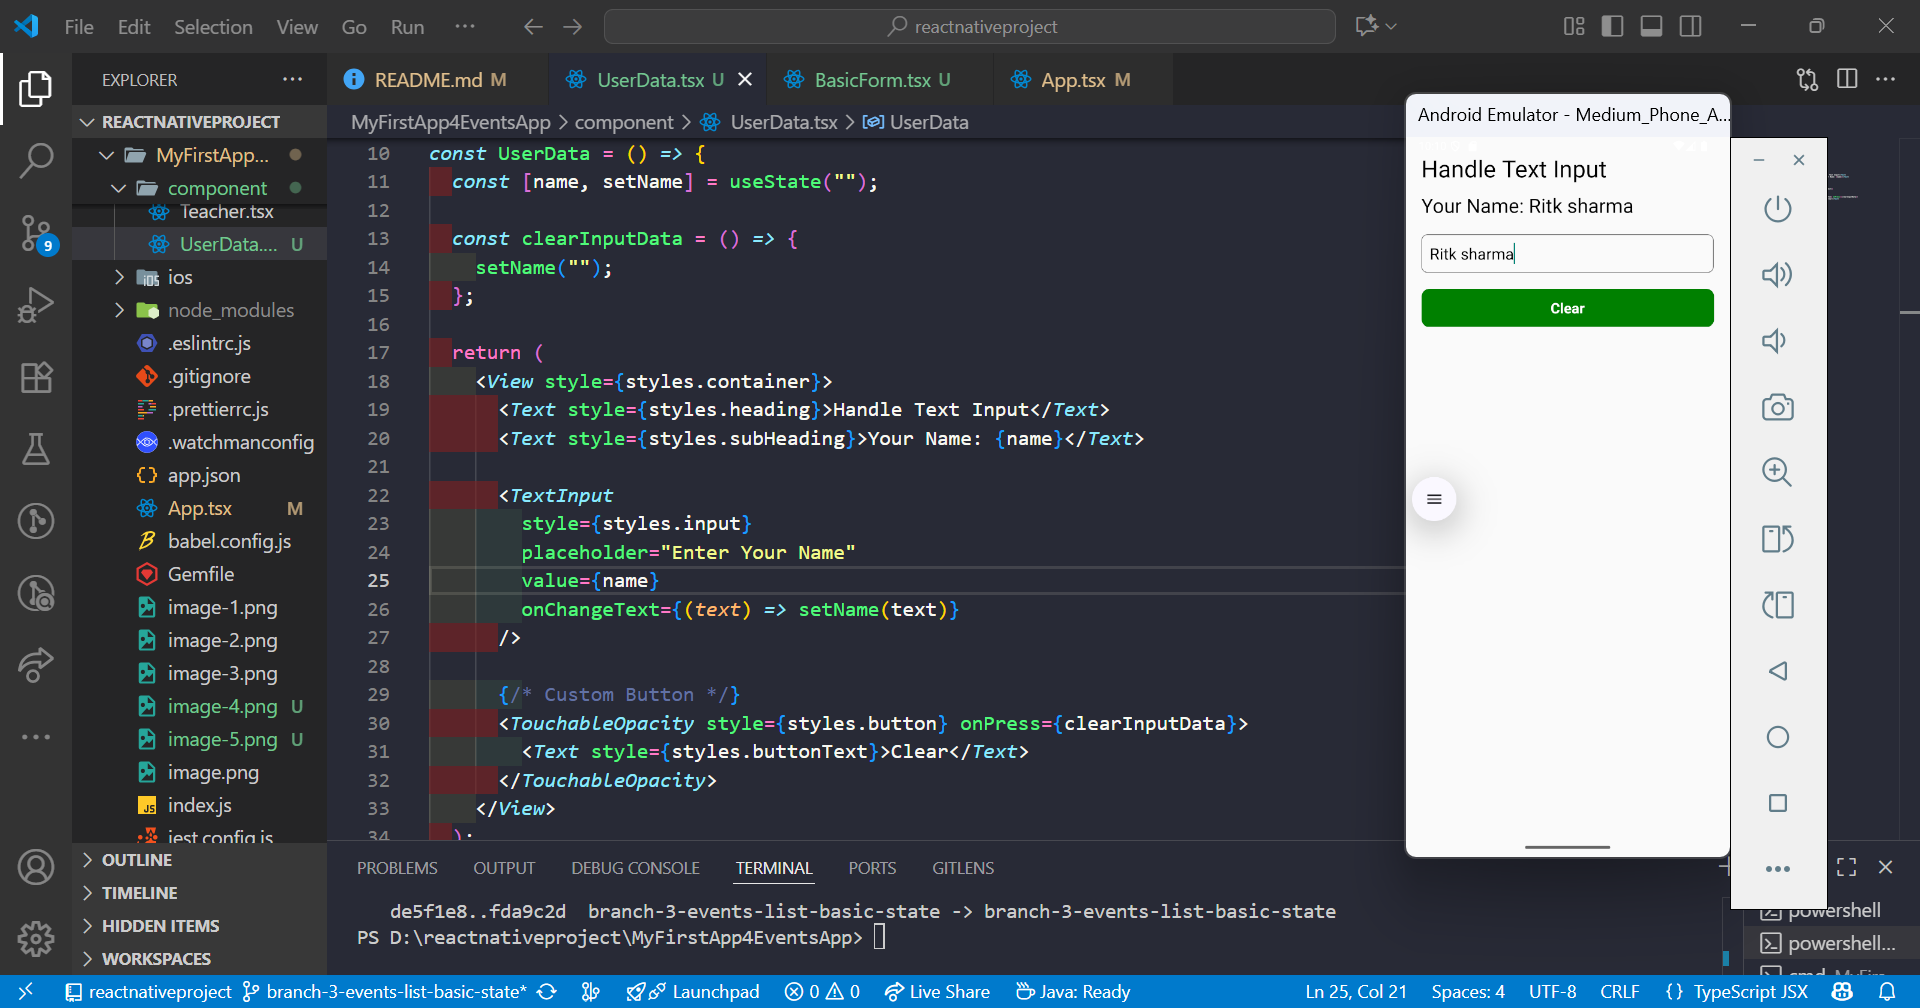 File Edit Selection View Go Run ··· reactnativeproject
EXPLORER ···
README.md M UserData.tsx U BasicForm.tsx U App.tsx M
REACTNATIVEPROJECT
MyFirstApp4EventsApp > component > UserData.tsx > UserData
MyFirstApp...
component
Teacher.tsx
UserData.... U
ios
node_modules
.eslintrc.js
.gitignore
.prettierrc.js
.watchmanconfig
app.json
App.tsx M
babel.config.js
Gemfile
image-1.png
image-2.png
image-3.png
image-4.png U
image-5.png U
image.png
JS index.js
jest.config.js
OUTLINE
TIMELINE
HIDDEN ITEMS
WORKSPACES
9
10 const UserData = () => {
11 const [name, setName] = useState("");
12
13 const clearInputData = () => {
14 setName("");
15 };
16
17 return (
18 <View style={styles.container}>
19 <Text style={styles.heading}>Handle Text Input</Text>
20 <Text style={styles.subHeading}>Your Name: {name}</Text>
21
22 <TextInput
23 style={styles.input}
24 placeholder="Enter Your Name"
25 value={name}
26 onChangeText={(text) => setName(text)}
27 />
28
29 {/* Custom Button */}
30 <TouchableOpacity style={styles.button} onPress={clearInputData}>
31 <Text style={styles.buttonText}>Clear</Text>
32 </TouchableOpacity>
33 </View>
34 );
Android Emulator - Medium_Phone_A...
Handle Text Input
Your Name: Ritk sharma
Ritk sharma
Clear
PROBLEMS OUTPUT DEBUG CONSOLE TERMINAL PORTS GITLENS
de5f1e8..fda9c2d branch-3-events-list-basic-state -> branch-3-events-list-basic-state
PS D:\reactnativeproject\MyFirstApp4EventsApp>
powershell
powershell...
reactnativeproject branch-3-events-list-basic-state* Launchpad 0 0 Live Share Java: Ready Ln 25, Col 21 Spaces: 4 UTF-8 CRLF {} TypeScript JSX